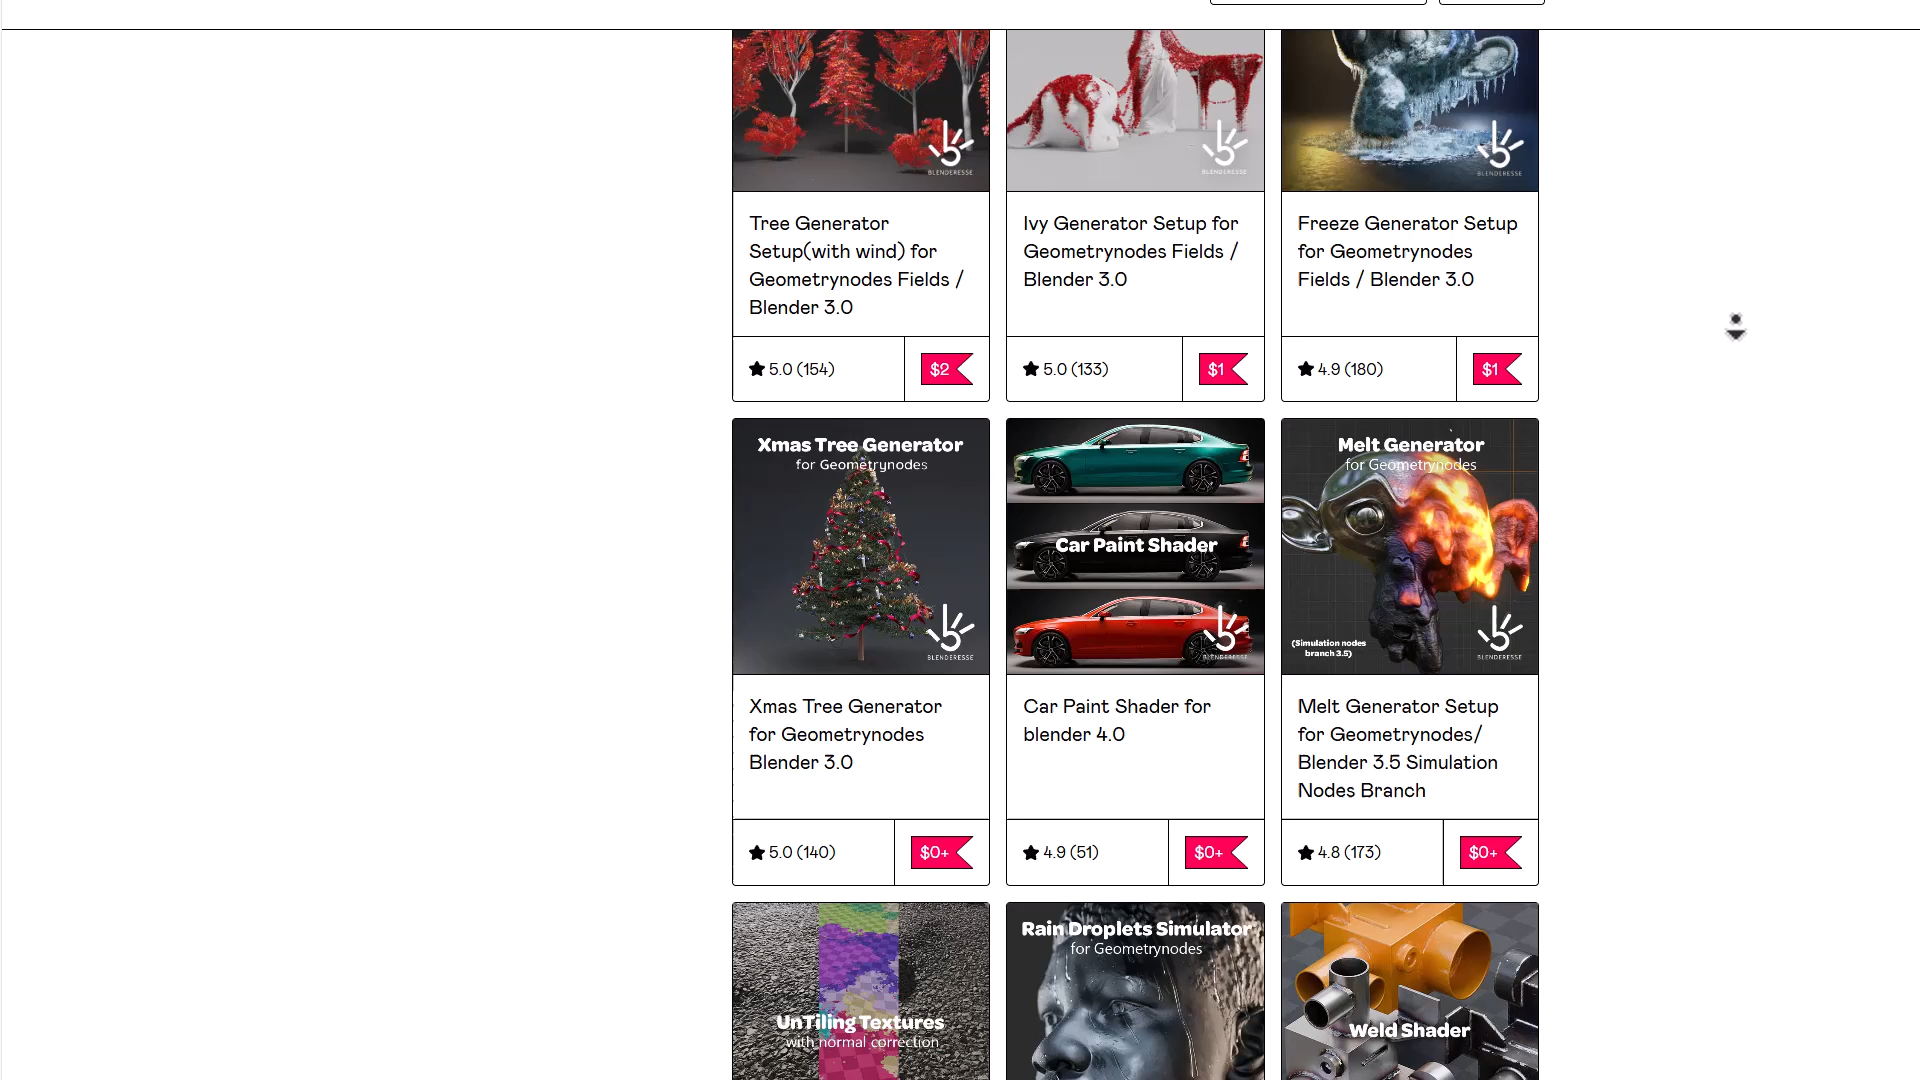 BLENDERESSE
BLENDERESSE
BLENDERESSE
Tree Generator
Setup(with wind) for
Geometrynodes Fields /
Blender 3.0
Ivy Generator Setup for
Geometrynodes Fields /
Blender 3.0
Freeze Generator Setup
for Geometrynodes
Fields / Blender 3.0
5.0 (154)
$2
5.0 (133)
$1
4.9 (180)
$1
Xmas Tree Generator
for Geometrynodes
BLENDERESSE
Car Paint Shader
BLENDERESSE
Melt Generator
for Geometrynodes
(Simulation nodes
branch 3.5)
BLENDERESSE
Xmas Tree Generator
for Geometrynodes
Blender 3.0
Car Paint Shader for
blender 4.0
Melt Generator Setup
for Geometrynodes/
Blender 3.5 Simulation
Nodes Branch
5.0 (140)
$0+
4.9 (51)
$0+
4.8 (173)
$0+
UnTiling Textures
with normal correction
Rain Droplets Simulator
for Geometrynodes
Weld Shader